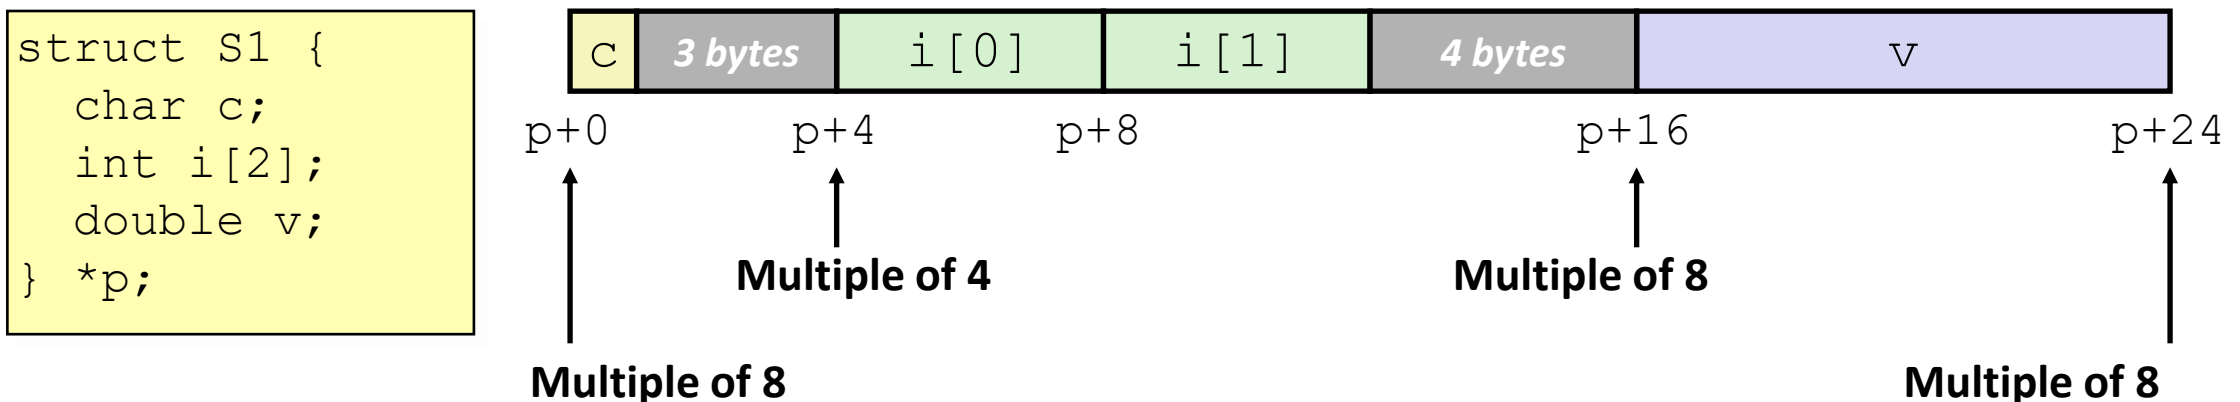 struct S1 {
  char c;
  int i[2];
  double v;
} *p;
c 3 bytes i[0] i[1] 4 bytes v
p+0 p+4 p+8 p+16 p+24
Multiple of 4 Multiple of 8
Multiple of 8 Multiple of 8